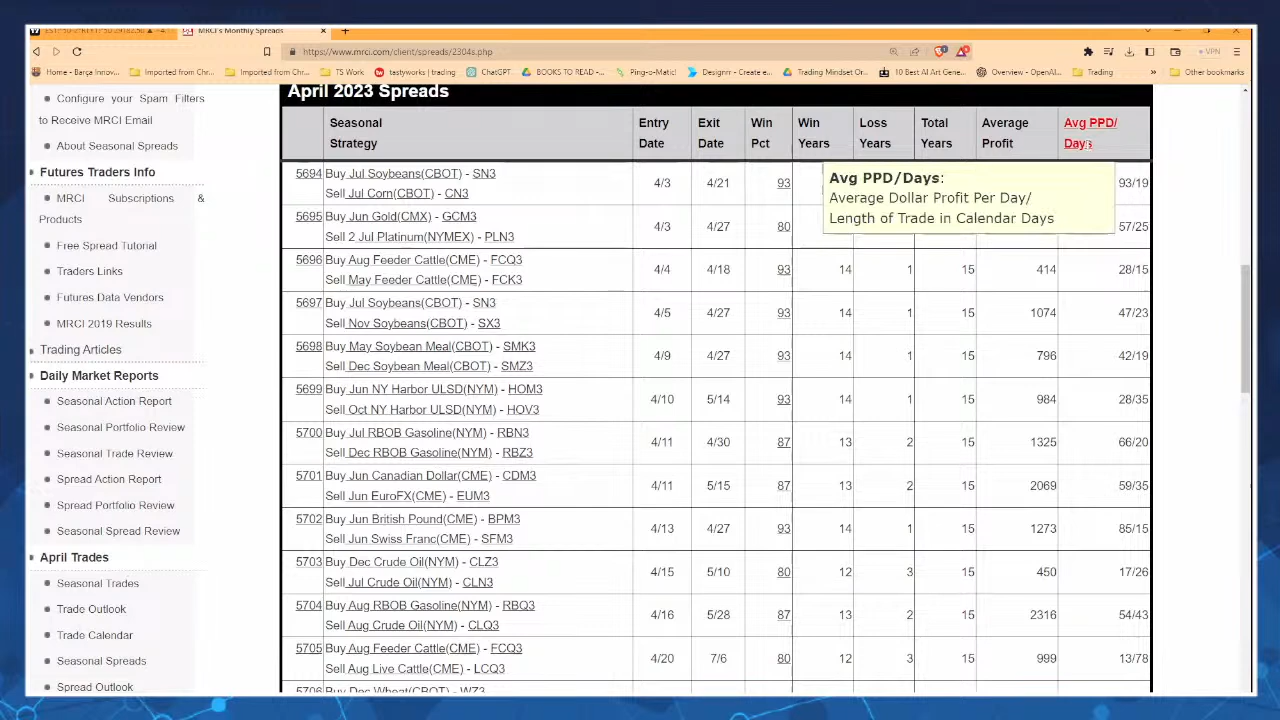 MRCI's Monthly Spreads
https://www.mrci.com/client/spreads/2304s.php
VPN
Home - Barga Innov...
Imported from Chr...
Imported from Chr...
TS Work
tastyworks | trading
ChatGPT
BOOKS TO READ -...
Ping-o-Matic!
Designrr - Create e...
Trading Mindset Or...
10 Best AI Art Gene...
Overview - OpenAI...
Trading
Other bookmarks
Configure your Spam Filters
to Receive MRCI Email
About Seasonal Spreads
Futures Traders Info
MRCI Subscriptions &
Products
Free Spread Tutorial
Traders Links
Futures Data Vendors
MRCI 2019 Results
Trading Articles
Daily Market Reports
Seasonal Action Report
Seasonal Portfolio Review
Seasonal Trade Review
Spread Action Report
Spread Portfolio Review
Seasonal Spread Review
April Trades
Seasonal Trades
Trade Outlook
Trade Calendar
Seasonal Spreads
Spread Outlook
April 2023 Spreads
Seasonal Strategy Entry Date Exit Date Win Pct Win Years Loss Years Total Years Average Profit Avg PPD/ Days
Avg PPD/Days:
Average Dollar Profit Per Day/
Length of Trade in Calendar Days
5694 Buy Jul Soybeans(CBOT) - SN3
Sell Jul Corn(CBOT) - CN3 4/3 4/21 93 93/19
5695 Buy Jun Gold(CMX) - GCM3
Sell 2 Jul Platinum(NYMEX) - PLN3 4/4 4/27 80 57/25
5696 Buy Aug Feeder Cattle(CME) - FCQ3
Sell May Feeder Cattle(CME) - FCK3 4/4 4/18 93 14 1 15 414 28/15
5697 Buy Jul Soybeans(CBOT) - SN3
Sell Nov Soybeans(CBOT) - SX3 4/5 4/27 93 14 1 15 1074 47/23
5698 Buy May Soybean Meal(CBOT) - SMK3
Sell Dec Soybean Meal(CBOT) - SMZ3 4/9 4/27 93 14 1 15 796 42/19
5699 Buy Jun NY Harbor ULSD(NYM) - HOM3
Sell Oct NY Harbor ULSD(NYM) - HOV3 4/10 5/14 93 14 1 15 984 28/35
5700 Buy Jul RBOB Gasoline(NYM) - RBN3
Sell Dec RBOB Gasoline(NYM) - RBZ3 4/11 4/30 87 13 2 15 1325 66/20
5701 Buy Jun Canadian Dollar(CME) - CDM3
Sell Jun EuroFX(CME) - EUM3 4/11 5/15 87 13 2 15 2069 59/35
5702 Buy Jun British Pound(CME) - BPM3
Sell Jun Swiss Franc(CME) - SFM3 4/13 4/27 93 14 1 15 1273 85/15
5703 Buy Dec Crude Oil(NYM) - CLZ3
Sell Jul Crude Oil(NYM) - CLN3 4/15 5/10 80 12 3 15 450 17/26
5704 Buy Aug RBOB Gasoline(NYM) - RBQ3
Sell Aug Crude Oil(NYM) - CLQ3 4/16 5/28 87 13 2 15 2316 54/43
5705 Buy Aug Feeder Cattle(CME) - FCQ3
Sell Aug Live Cattle(CME) - LCQ3 4/20 7/6 80 12 3 15 999 13/78
5706 Buy Dec Wheat(CBOT) - WZ3